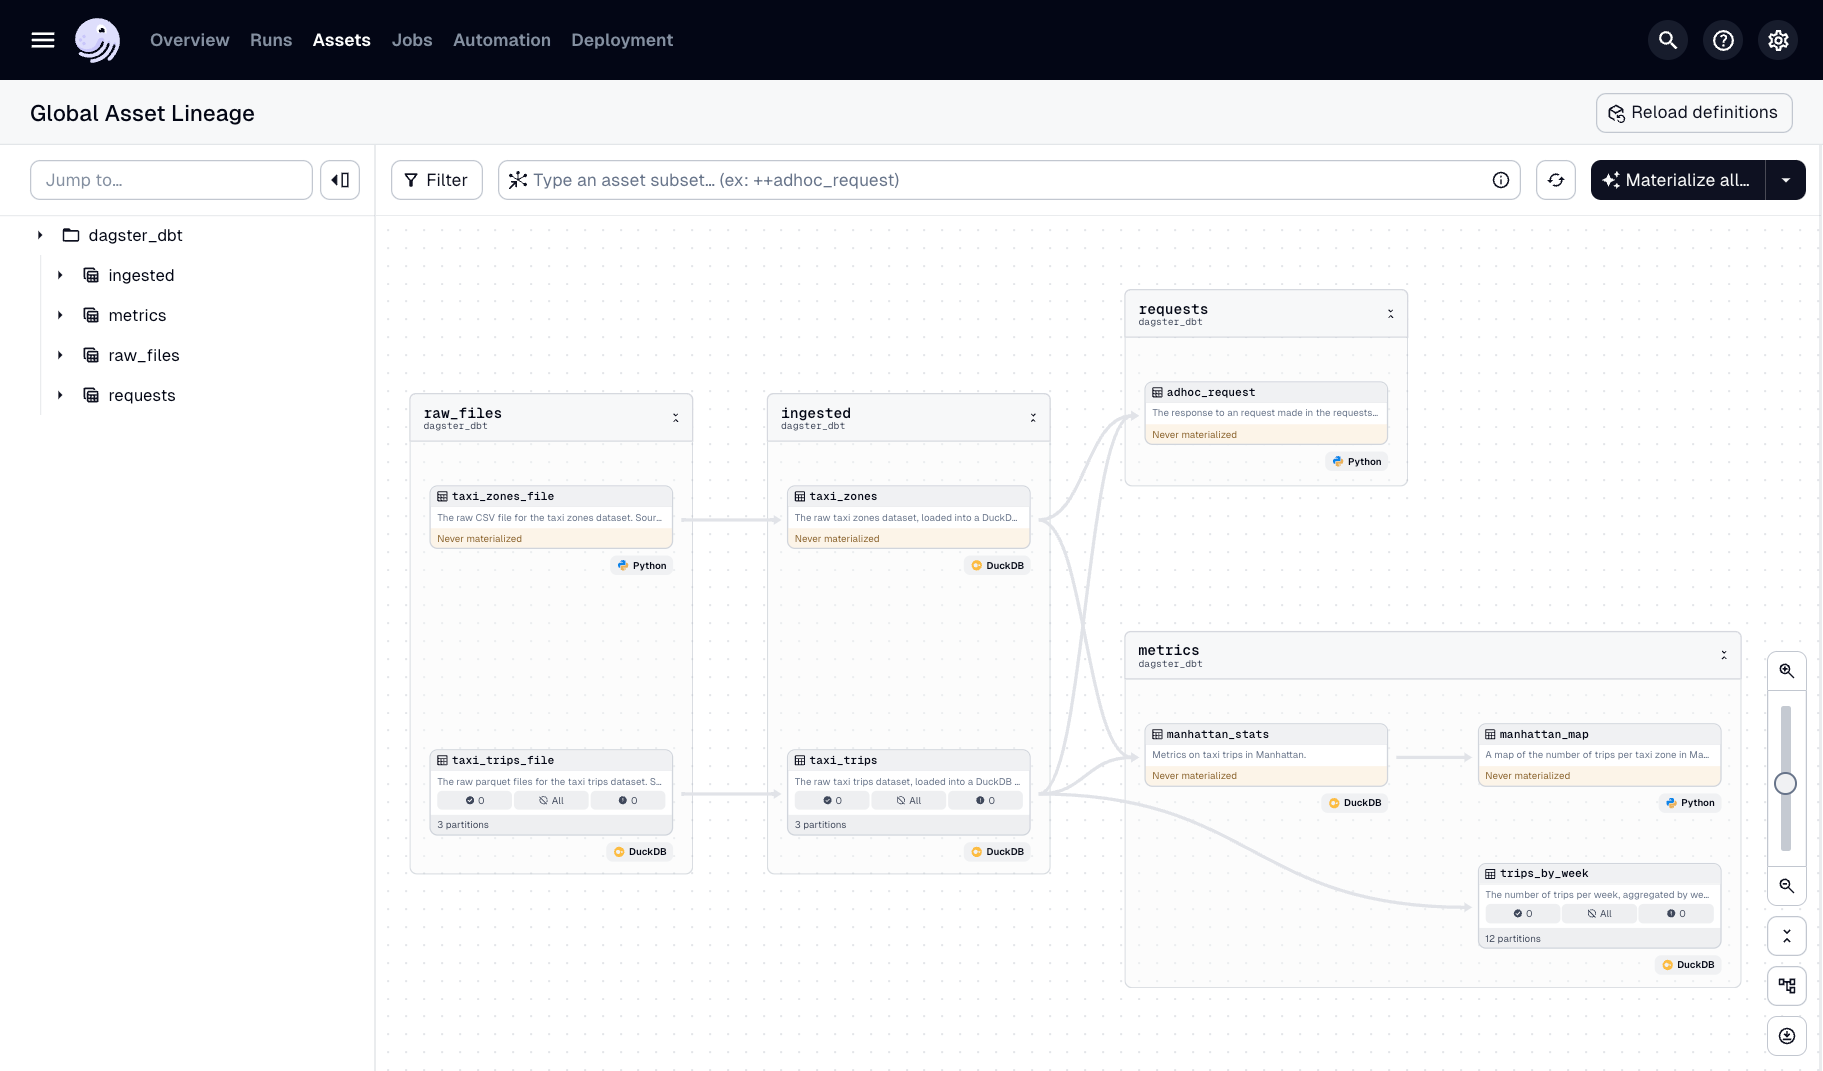 Overview Runs Assets Jobs Automation Deployment
Global Asset Lineage
Reload definitions
Jump to…
Filter
Type an asset subset… (ex: ++adhoc_request)
Materialize all…
dagster_dbt
ingested
metrics
raw_files
requests
raw_files
dagster_dbt
taxi_zones_file
The raw CSV file for the taxi zones dataset. Sour…
Never materialized
Python
taxi_trips_file
The raw parquet files for the taxi trips dataset. S…
0 All 0
3 partitions
DuckDB
ingested
dagster_dbt
taxi_zones
The raw taxi zones dataset, loaded into a DuckD…
Never materialized
DuckDB
taxi_trips
The raw taxi trips dataset, loaded into a DuckDB …
0 All 0
3 partitions
DuckDB
requests
dagster_dbt
adhoc_request
The response to an request made in the requests…
Never materialized
Python
metrics
dagster_dbt
manhattan_stats
Metrics on taxi trips in Manhattan.
Never materialized
DuckDB
manhattan_map
A map of the number of trips per taxi zone in Ma…
Never materialized
Python
trips_by_week
The number of trips per week, aggregated by we…
0 All 0
12 partitions
DuckDB